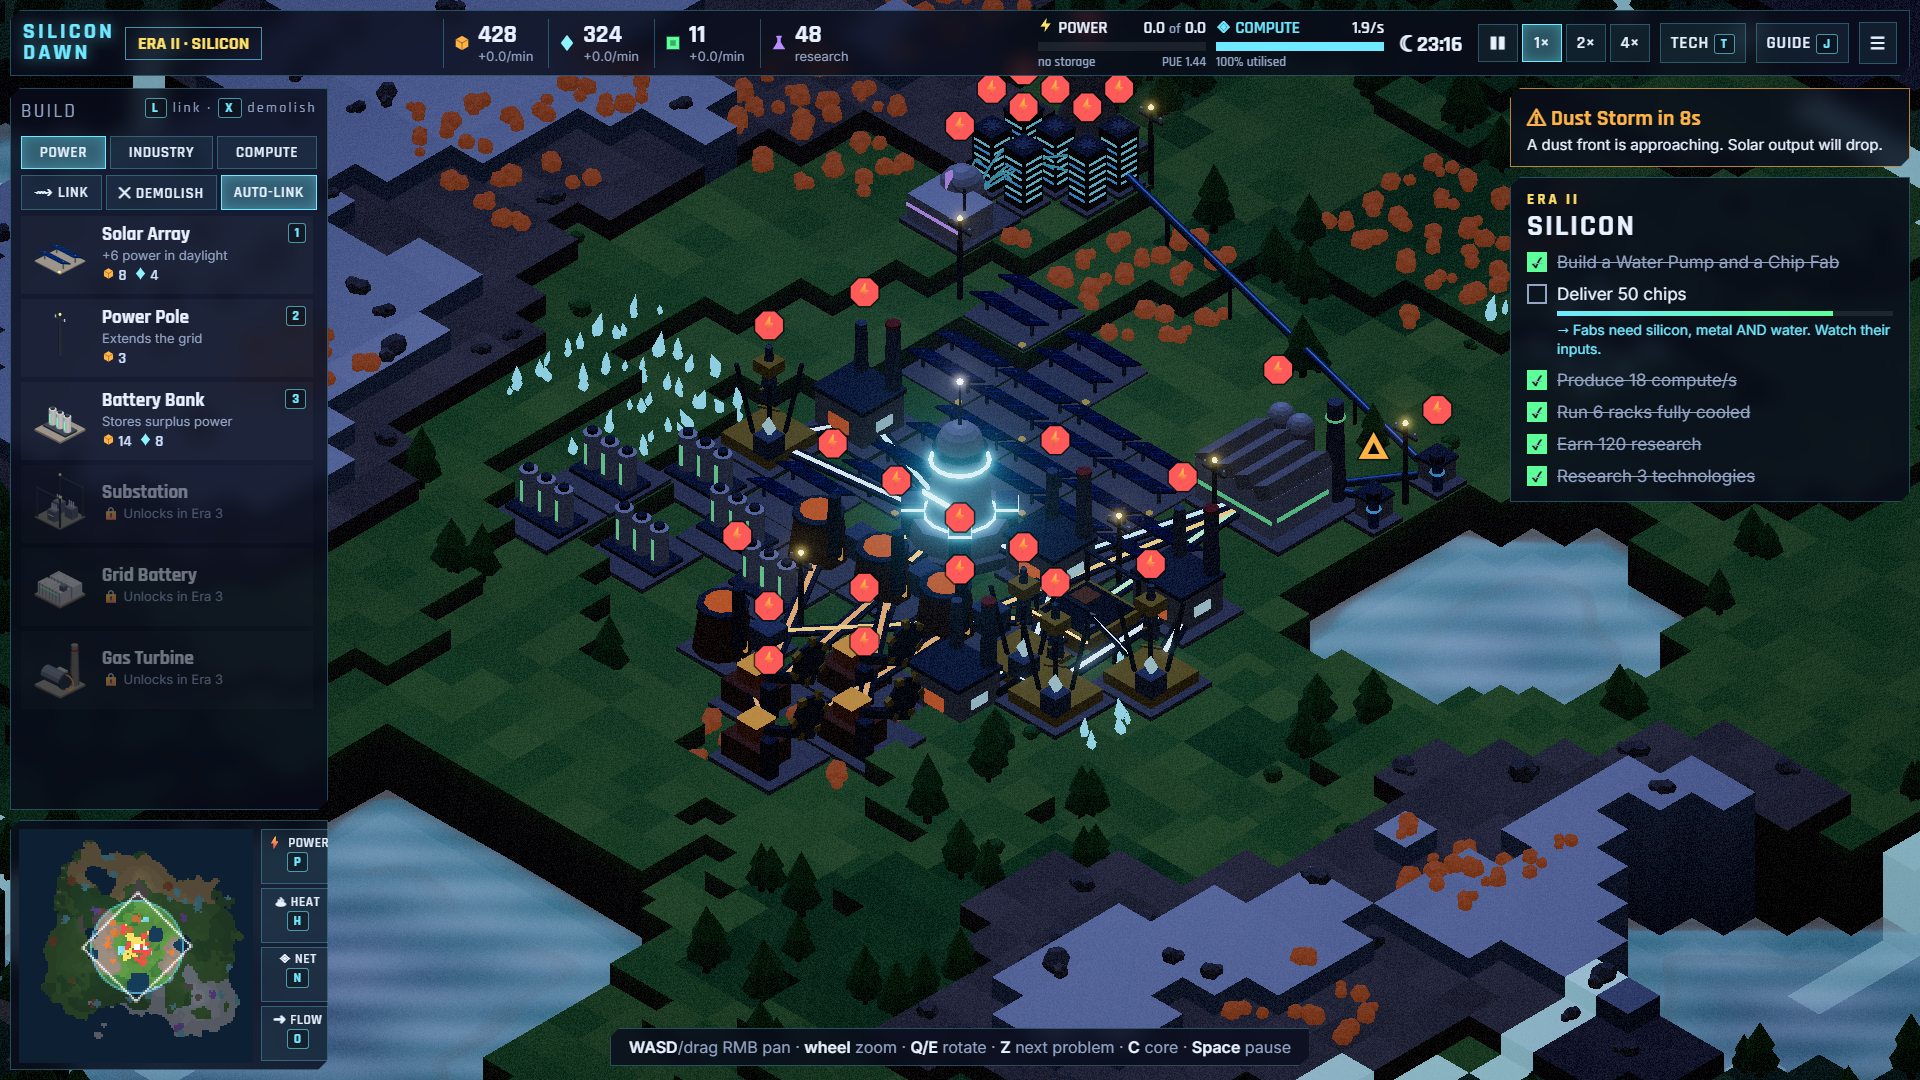 SILICON
DAWN
ERA II · SILICON
428
+0.0/min
324
+0.0/min
11
+0.0/min
48
research
POWER 0.0 of 0.0
no storage PUE 1.44
COMPUTE 1.9/s
100% utilised
23:16
1×
2×
4×
TECH T
GUIDE J
BUILD
L link · X demolish
POWER
INDUSTRY
COMPUTE
LINK
DEMOLISH
AUTO-LINK
Solar Array 1
+6 power in daylight
8 4
Power Pole 2
Extends the grid
3
Battery Bank 3
Stores surplus power
14 8
Substation
Unlocks in Era 3
Grid Battery
Unlocks in Era 3
Gas Turbine
Unlocks in Era 3
POWER
P
HEAT
H
NET
N
FLOW
O
Dust Storm in 8s
A dust front is approaching. Solar output will drop.
ERA II
SILICON
Build a Water Pump and a Chip Fab
Deliver 50 chips
→ Fabs need silicon, metal AND water. Watch their
inputs.
Produce 18 compute/s
Run 6 racks fully cooled
Earn 120 research
Research 3 technologies
WASD/drag RMB pan · wheel zoom · Q/E rotate · Z next problem · C core · Space pause